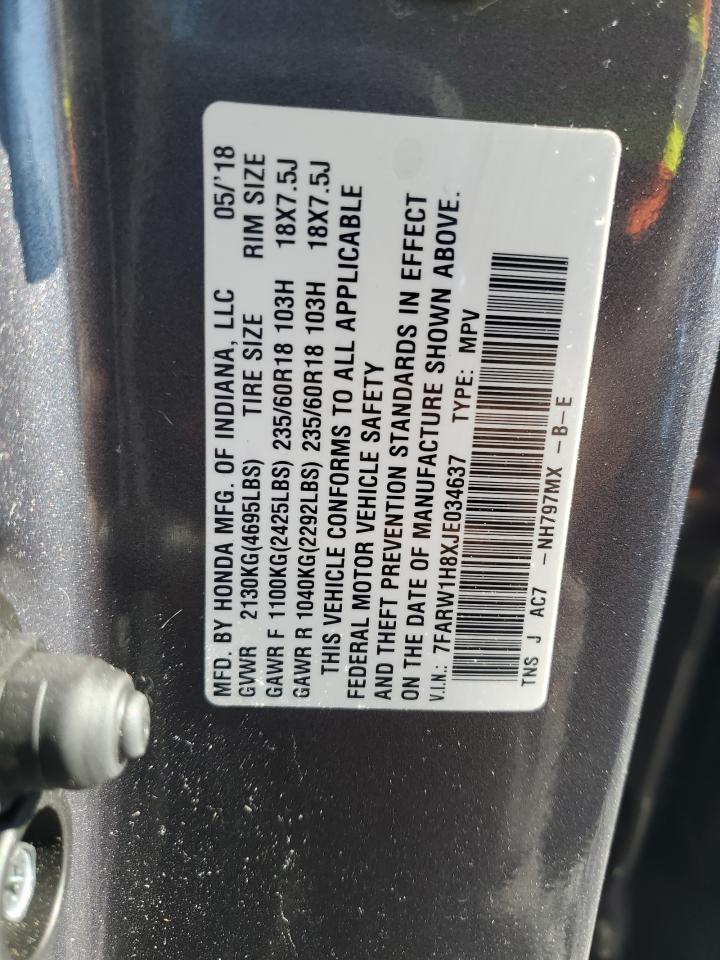 MFD. BY HONDA MFG. OF INDIANA, LLC 05/'18
GVWR 2130KG(4695LBS) TIRE SIZE RIM SIZE
GAWR F 1100KG(2425LBS) 235/60R18 103H 18X7.5J
GAWR R 1040KG(2292LBS) 235/60R18 103H 18X7.5J
THIS VEHICLE CONFORMS TO ALL APPLICABLE
FEDERAL MOTOR VEHICLE SAFETY
AND THEFT PREVENTION STANDARDS IN EFFECT
ON THE DATE OF MANUFACTURE SHOWN ABOVE.
V.I.N.: 7FARW1H8XJE034637 TYPE: MPV
TNS J AC7 -NH797MX -B-E